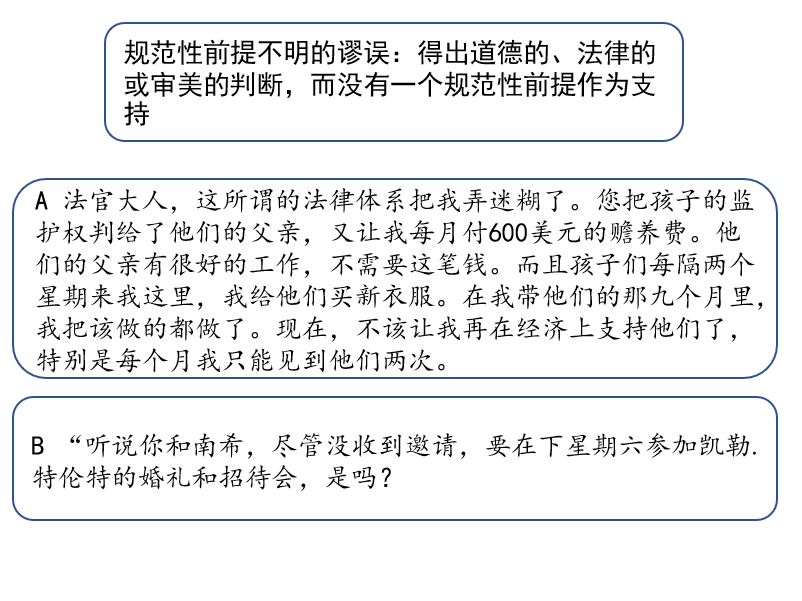 规范性前提不明的谬误：得出道德的、法律的
或审美的判断，而没有一个规范性前提作为支
持
A 法官大人，这所谓的法律体系把我弄迷糊了。您把孩子的监
护权判给了他们的父亲，又让我每月付600美元的赡养费。他
们的父亲有很好的工作，不需要这笔钱。而且孩子们每隔两个
星期来我这里，我给他们买新衣服。在我带他们的那九个月里，
我把该做的都做了。现在，不该让我再在经济上支持他们了，
特别是每个月我只能见到他们两次。
B “听说你和南希，尽管没收到邀请，要在下星期六参加凯勒.
特伦特的婚礼和招待会，是吗？